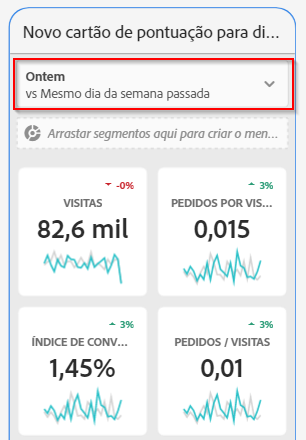 Novo cartão de pontuação para di...
Ontem
vs Mesmo dia da semana passada
Arrastar segmentos aqui para criar o men...
-0%
VISITAS
82,6 mil
3%
PEDIDOS POR VIS...
0,015
3%
ÍNDICE DE CONV...
1,45%
3%
PEDIDOS / VISITAS
0,01